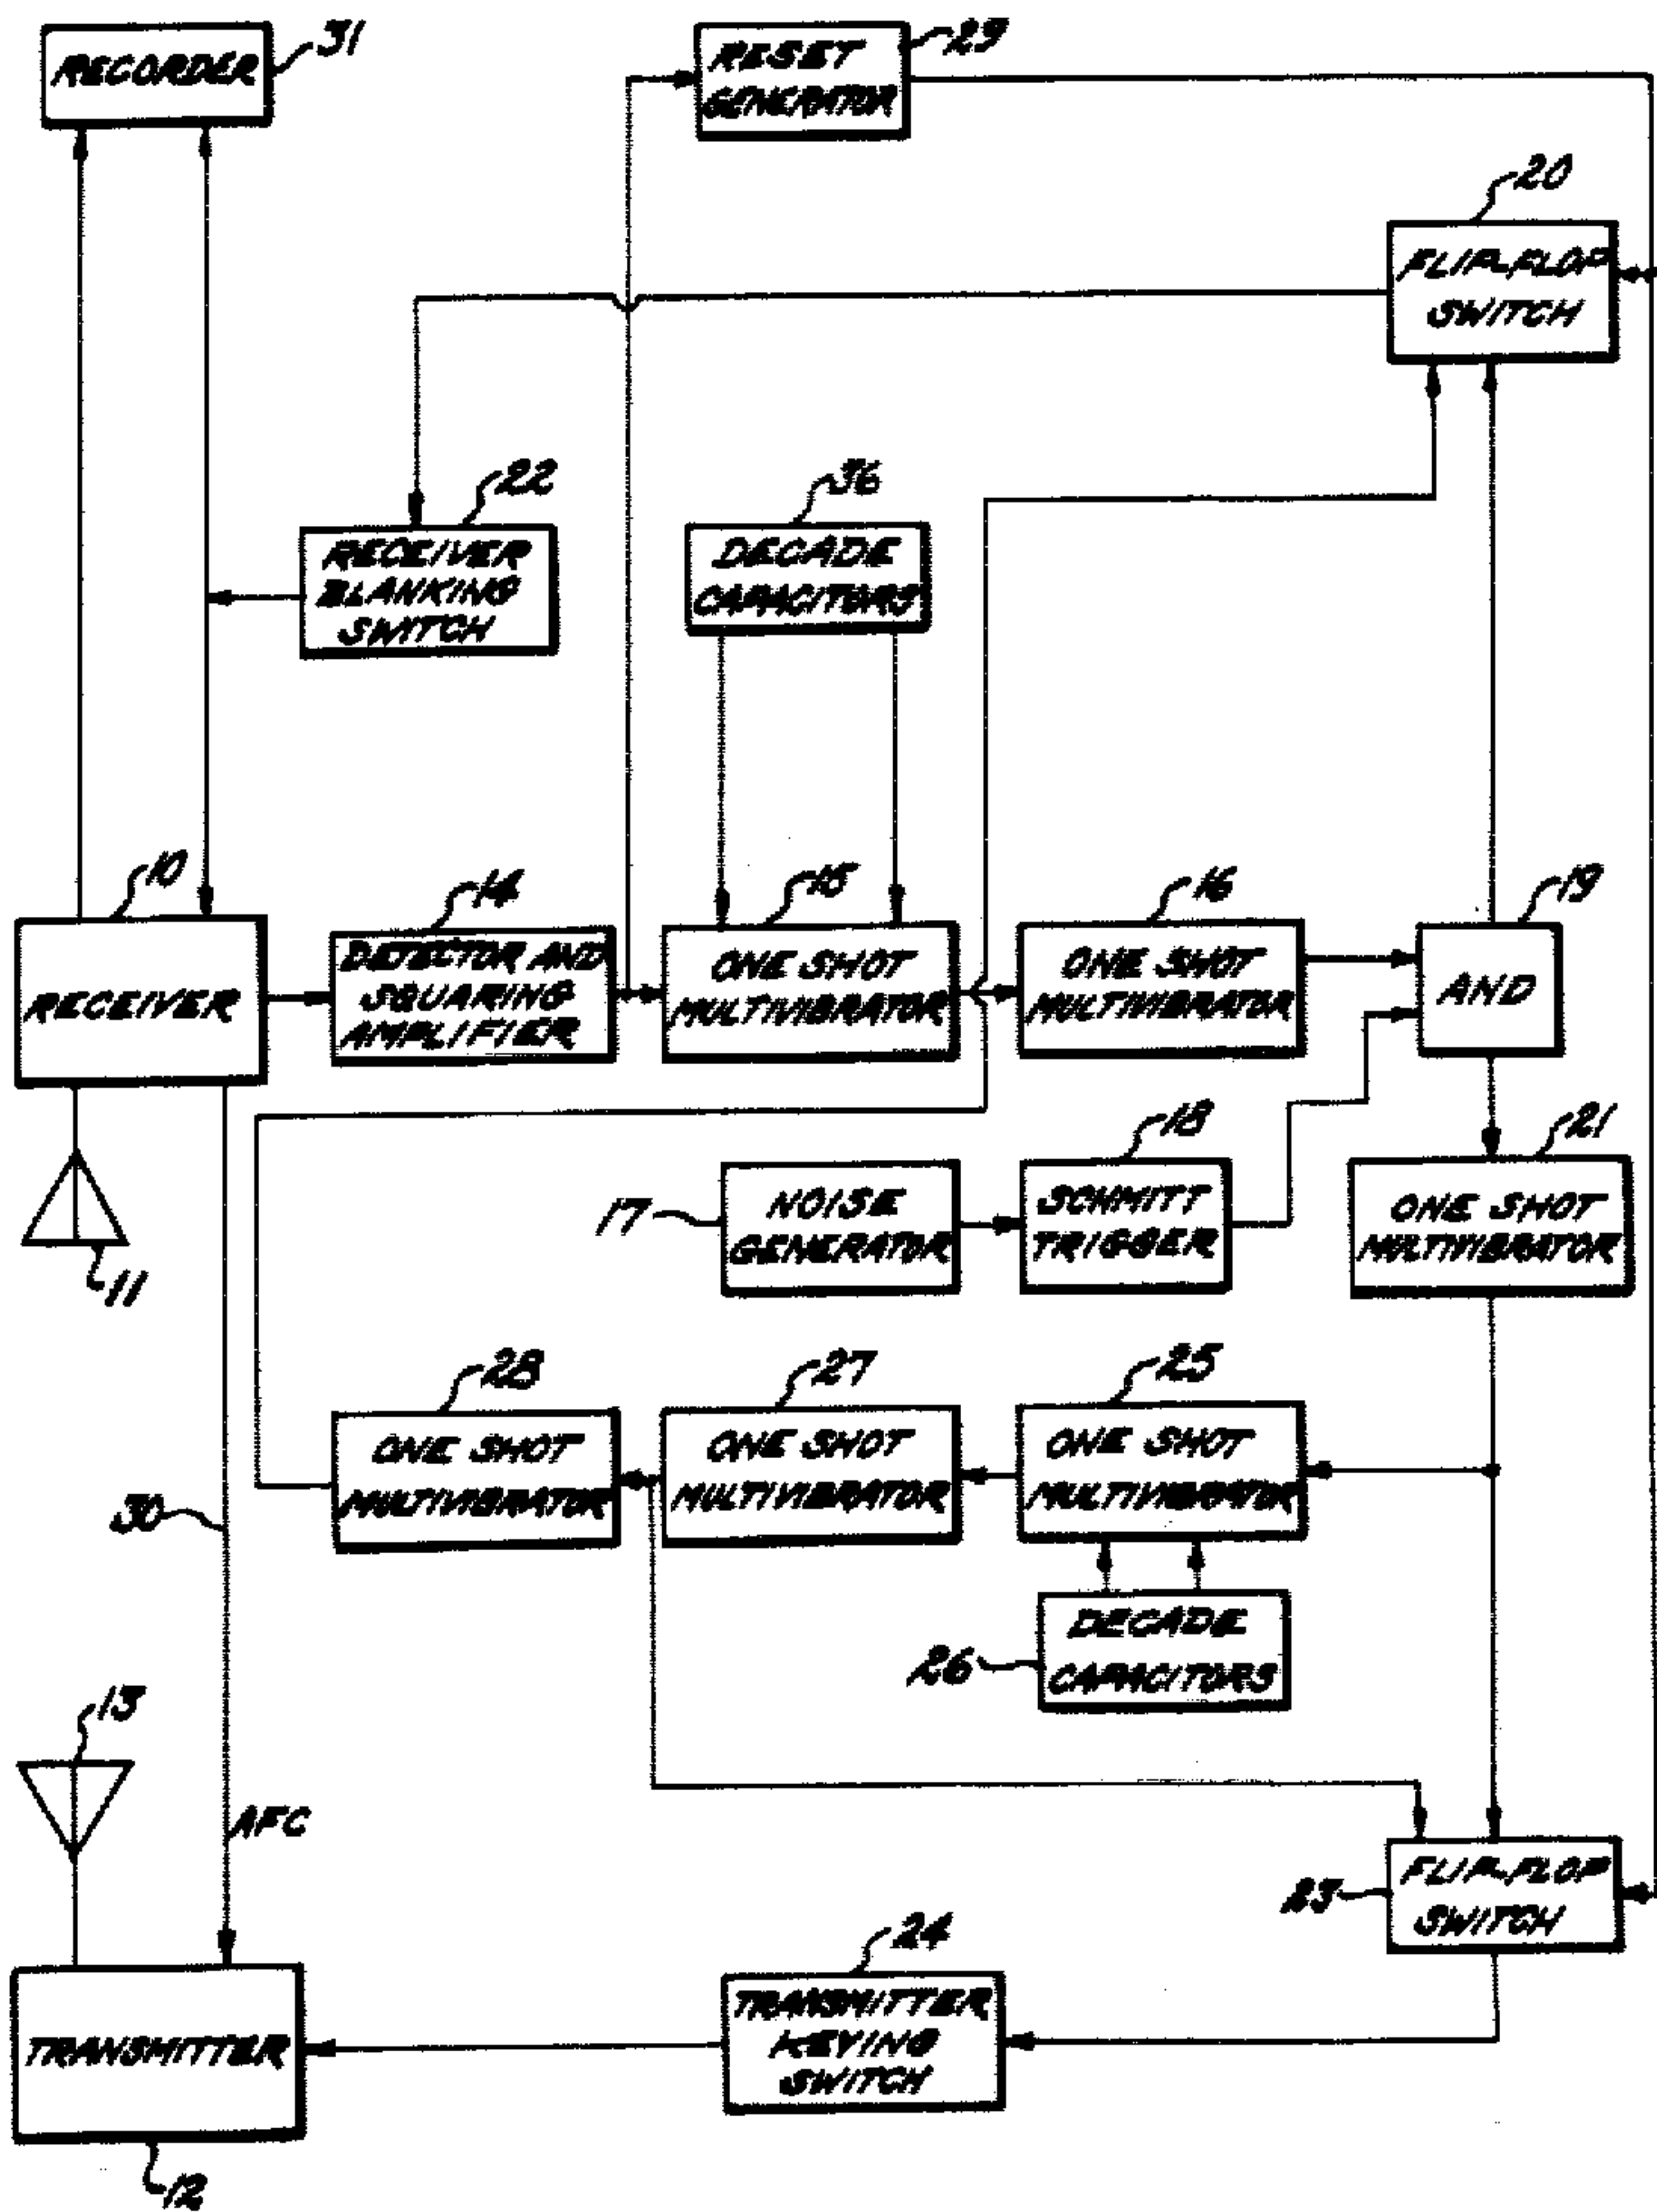 RECORDER
31
RESET
GENERATOR
29
20
FLIP-FLOP
SWITCH
22
RECEIVER
BLANKING
SWITCH
36
DECADE
CAPACITORS
10
RECEIVER
14
DETECTOR AND
SQUARING
AMPLIFIER
15
ONE SHOT
MULTIVIBRATOR
16
ONE SHOT
MULTIVIBRATOR
19
AND
11
17
NOISE
GENERATOR
18
SCHMITT
TRIGGER
21
ONE SHOT
MULTIVIBRATOR
28
ONE SHOT
MULTIVIBRATOR
27
ONE SHOT
MULTIVIBRATOR
25
ONE SHOT
MULTIVIBRATOR
30
26
DECADE
CAPACITORS
13
AFC
23
FLIP-FLOP
SWITCH
24
TRANSMITTER
KEYING
SWITCH
TRANSMITTER
12